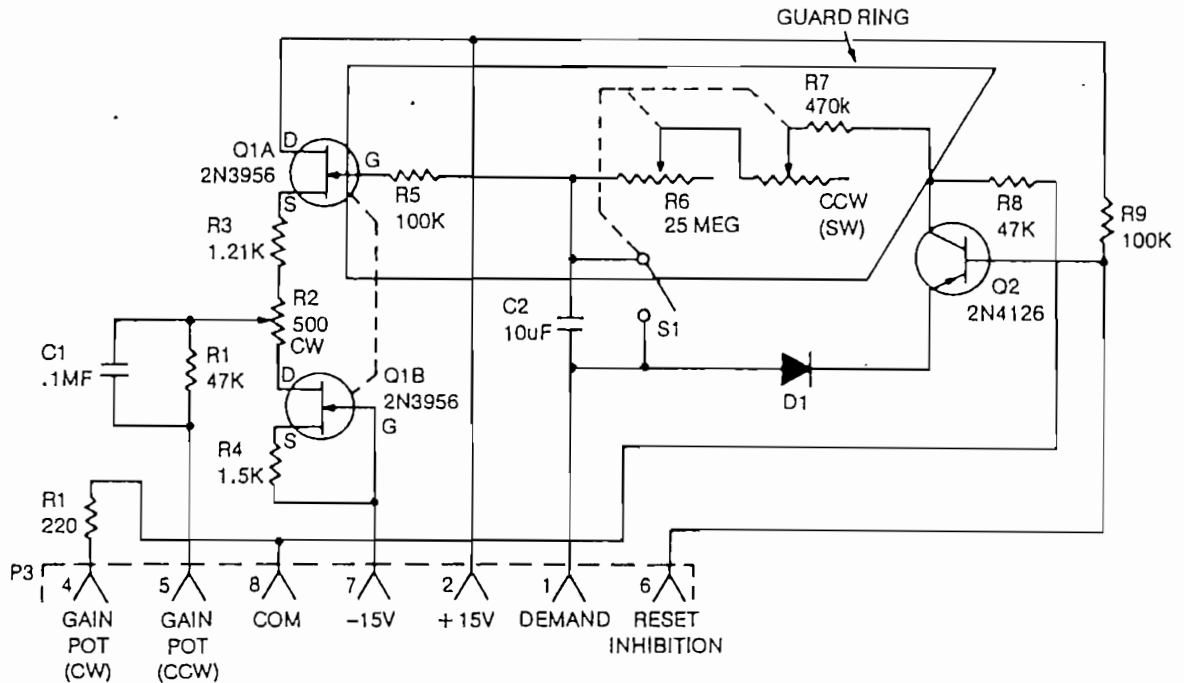 GUARD RING
R7
470k
D
Q1A
2N3956
G
S
R5
100K
R6
25 MEG
CCW
(SW)
R8
47K
R9
100K
R3
1.21K
Q2
2N4126
R2
500
CW
C2
10uF
S1
C1
.1MF
R1
47K
D
Q1B
2N3956
G
D1
S
R4
1.5K
R1
220
P3
4
5
8
7
2
1
6
GAIN
POT
(CW)
GAIN
POT
(CCW)
COM
–15V
+15V
DEMAND
RESET
INHIBITION